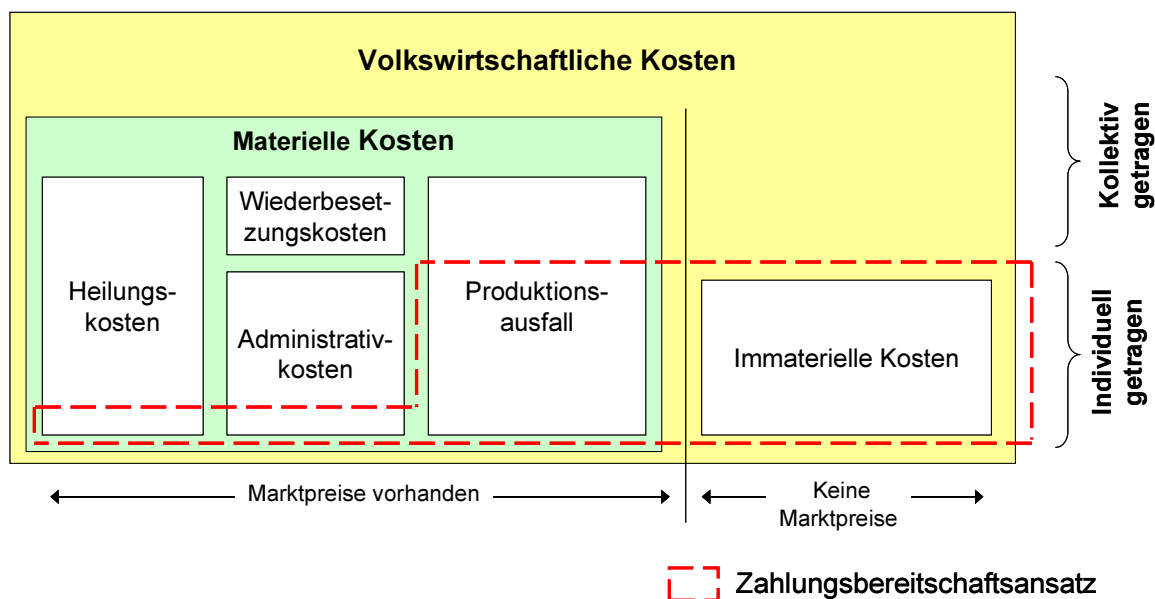 Volkswirtschaftliche Kosten
Materielle Kosten
Heilungs-
kosten
Wiederbeset-
zungskosten
Administrativ-
kosten
Produktions-
ausfall
Immaterielle Kosten
Kollektiv
getragen
Individuell
getragen
Marktpreise vorhanden
Keine
Marktpreise
Zahlungsbereitschaftsansatz